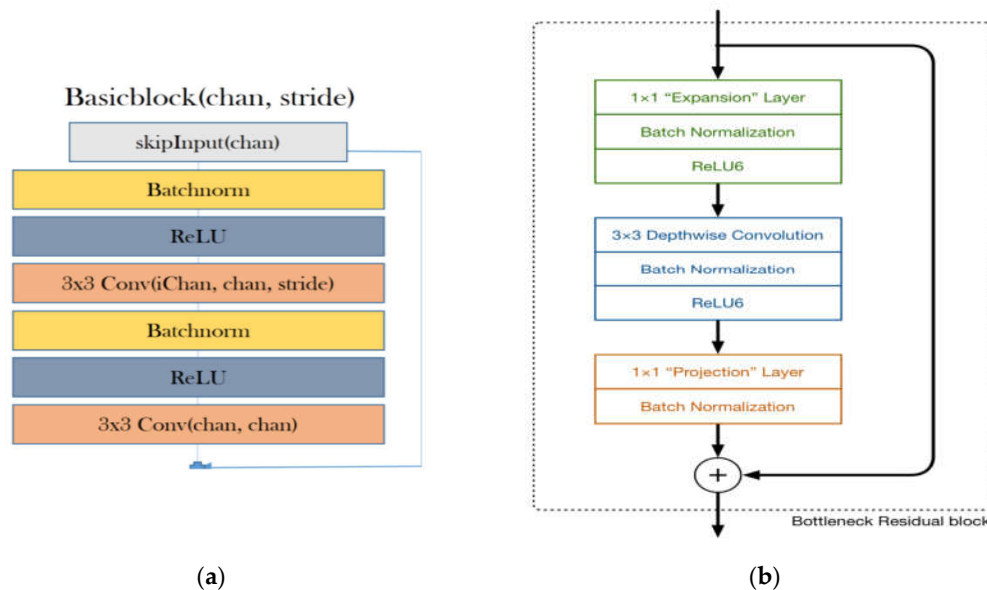 Basicblock(chan, stride)
skipInput(chan)
Batchnorm
ReLU
3x3 Conv(iChan, chan, stride)
Batchnorm
ReLU
3x3 Conv(chan, chan)
(a)
1×1 “Expansion” Layer
Batch Normalization
ReLU6
3×3 Depthwise Convolution
Batch Normalization
ReLU6
1×1 “Projection” Layer
Batch Normalization
+
Bottleneck Residual block
(b)